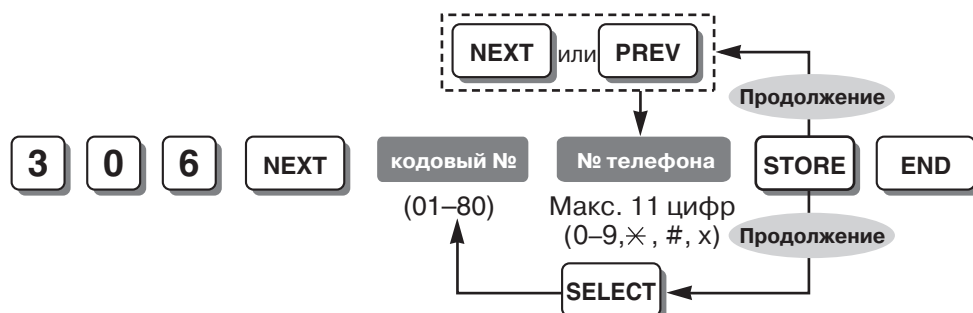 NEXT или PREV
Продолжение
3 0 6 NEXT кодовый № № телефона STORE END
(01–80) Макс. 11 цифр
(0–9,✳, #, x) Продолжение
SELECT